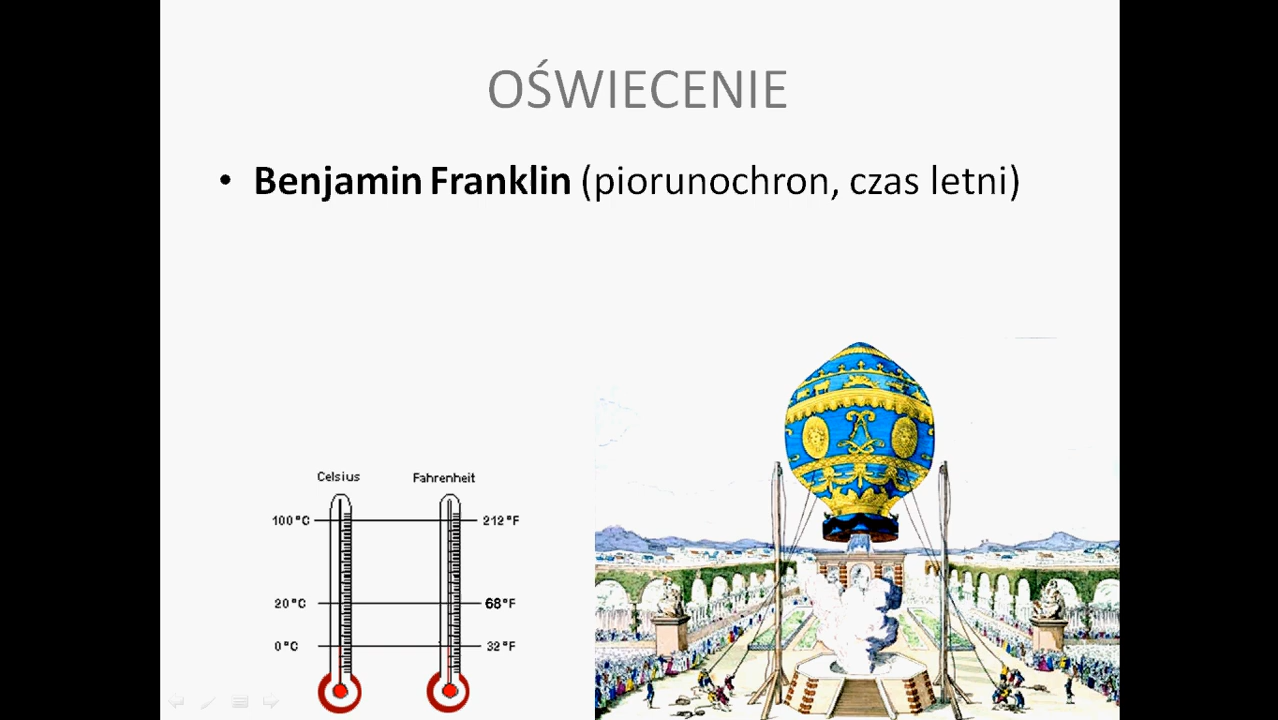 OŚWIECENIE
• Benjamin Franklin (piorunochron, czas letni)
Celsius Fahrenheit
100°C 212°F
20°C 68°F
0°C 32°F